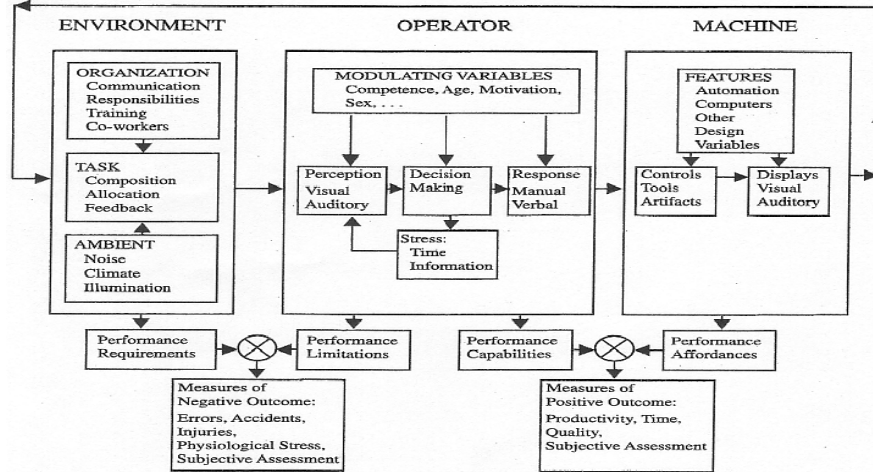 ENVIRONMENT
OPERATOR
MACHINE
ORGANIZATION
Communication
Responsibilities
Training
Co-workers
TASK
Composition
Allocation
Feedback
AMBIENT
Noise
Climate
Illumination
MODULATING VARIABLES
Competence, Age, Motivation,
Sex, . . .
Perception
Visual
Auditory
Decision
Making
Response
Manual
Verbal
Stress:
Time
Information
FEATURES
Automation
Computers
Other
Design
Variables
Controls
Tools
Artifacts
Displays
Visual
Auditory
Performance
Requirements
Performance
Limitations
Performance
Capabilities
Performance
Affordances
Measures of
Negative Outcome:
Errors, Accidents,
Injuries,
Physiological Stress,
Subjective Assessment
Measures of
Positive Outcome:
Productivity, Time,
Quality,
Subjective Assessment